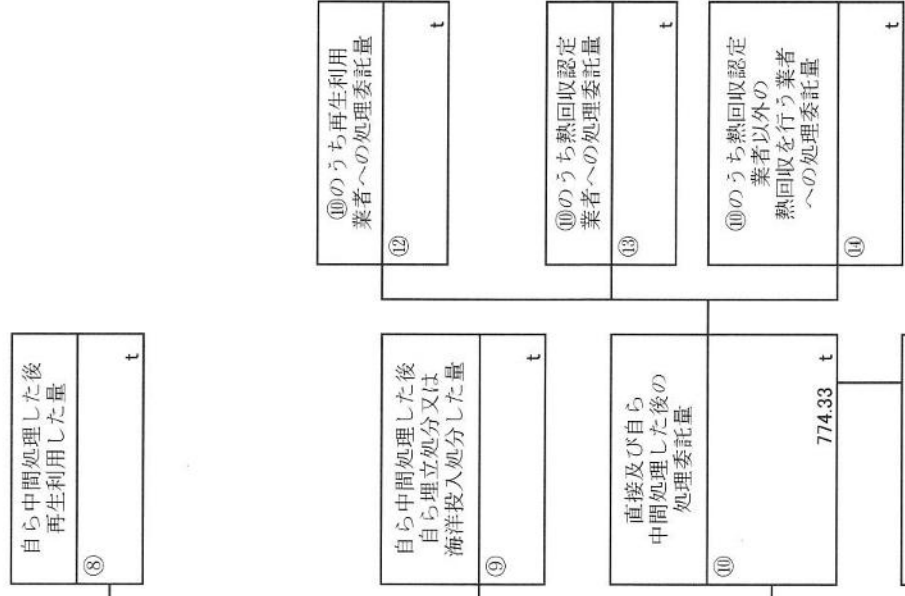 自ら中間処理した後
再生利用した量
⑧
t
自ら中間処理した後
自ら埋立処分又は
海洋投入処分した量
⑨
t
直接及び自ら
中間処理した後の
処理委託量
⑩
774.33 t
⑩のうち再生利用
業者への処理委託量
⑫
t
⑩のうち熱回収認定
業者への処理委託量
⑬
t
⑩のうち熱回収認定
業者以外の
熱回収を行う業者
への処理委託量
⑭
t